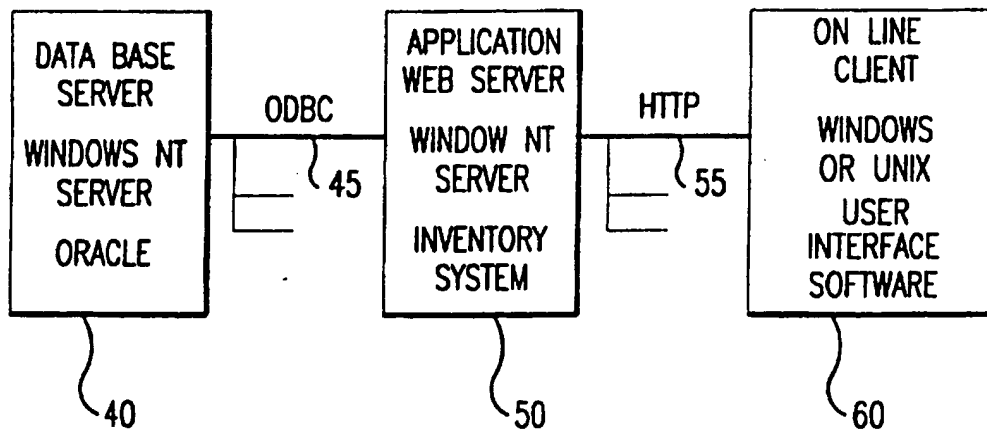 DATA BASE
SERVER
WINDOWS NT
SERVER
ORACLE
ODBC
45
APPLICATION
WEB SERVER
WINDOW NT
SERVER
INVENTORY
SYSTEM
HTTP
55
ON LINE
CLIENT
WINDOWS
OR UNIX
USER
INTERFACE
SOFTWARE
40
50
60